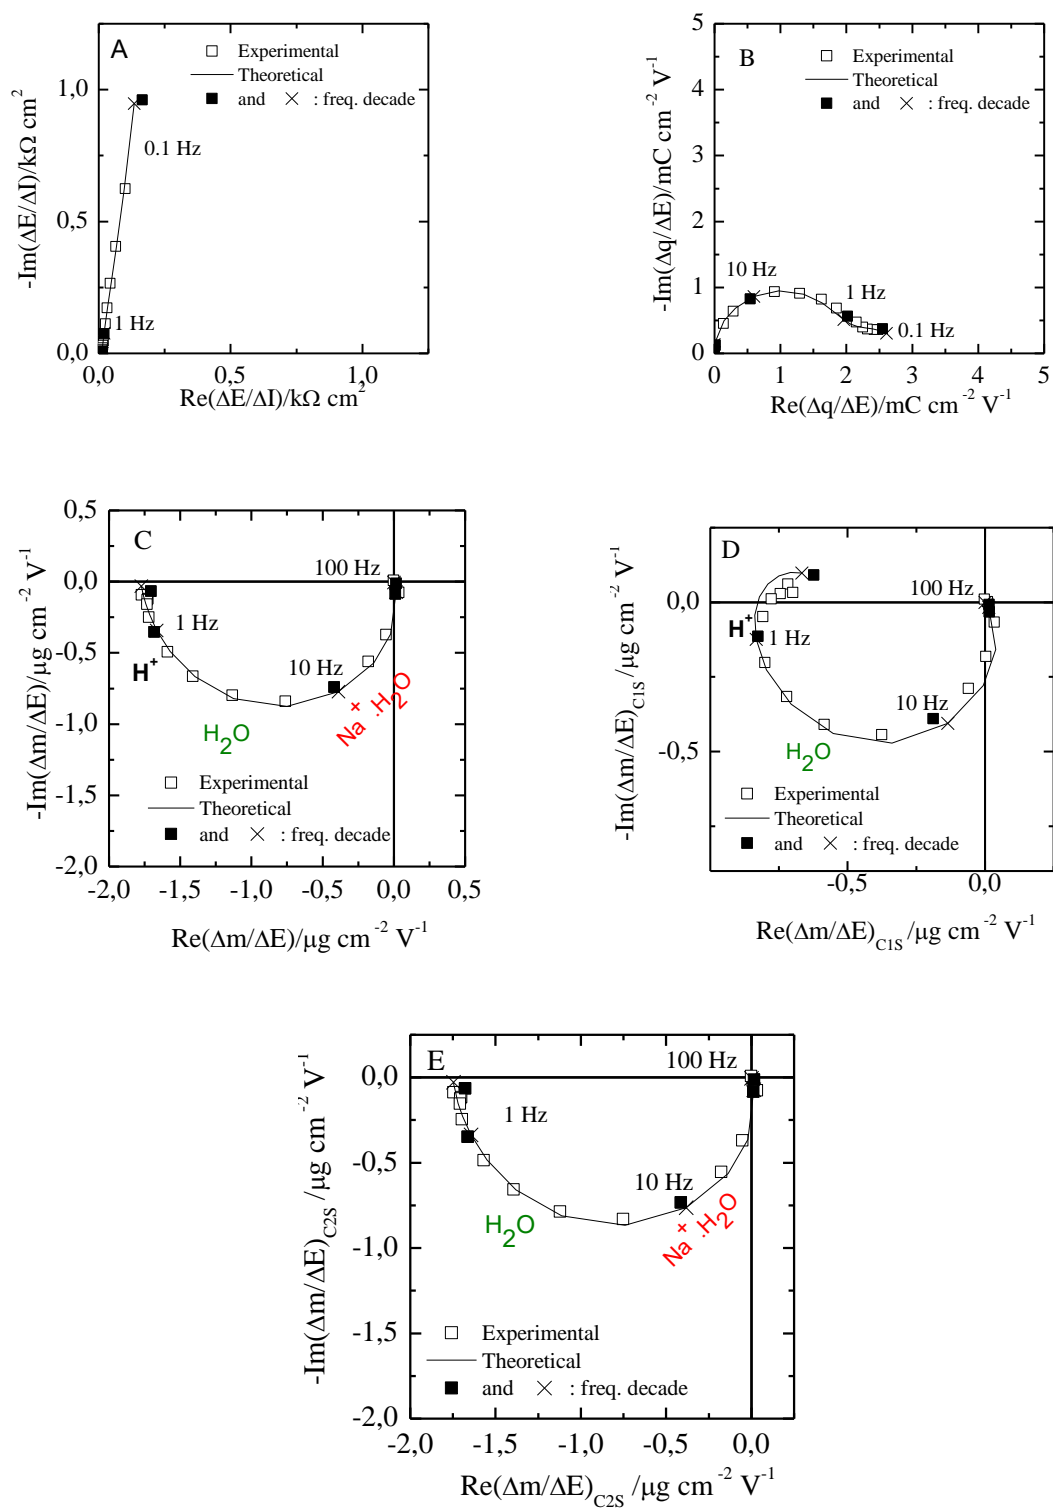 A
Experimental
Theoretical
and × : freq. decade
-Im(ΔE/ΔI)/kΩ cm²
1,0
0,5
0,0
0.1 Hz
1 Hz
0,0 0,5 1,0
Re(ΔE/ΔI)/kΩ cm²
B
Experimental
Theoretical
and × : freq. decade
-Im(Δq/ΔE)/mC cm⁻² V⁻¹
5
4
3
2
1
0
10 Hz
1 Hz
0.1 Hz
0 1 2 3 4 5
Re(Δq/ΔE)/mC cm⁻² V⁻¹
C
-Im(Δm/ΔE)/μg cm⁻² V⁻¹
0,5
0,0
-0,5
-1,0
-1,5
-2,0
100 Hz
1 Hz
H⁺
10 Hz
H₂O
Na⁺.H₂O
Experimental
Theoretical
and × : freq. decade
-2,0 -1,5 -1,0 -0,5 0,0 0,5
Re(Δm/ΔE)/μg cm⁻² V⁻¹
D
-Im(Δm/ΔE)C1S /μg cm⁻² V⁻¹
0,0
-0,5
100 Hz
H⁺
1 Hz
10 Hz
H₂O
Experimental
Theoretical
and × : freq. decade
-0,5 0,0
Re(Δm/ΔE)C1S /μg cm⁻² V⁻¹
E
-Im(Δm/ΔE)C2S /μg cm⁻² V⁻¹
0,0
-0,5
-1,0
-1,5
-2,0
100 Hz
1 Hz
10 Hz
H₂O
Na⁺.H₂O
Experimental
Theoretical
and × : freq. decade
-2,0 -1,5 -1,0 -0,5 0,0
Re(Δm/ΔE)C2S /μg cm⁻² V⁻¹